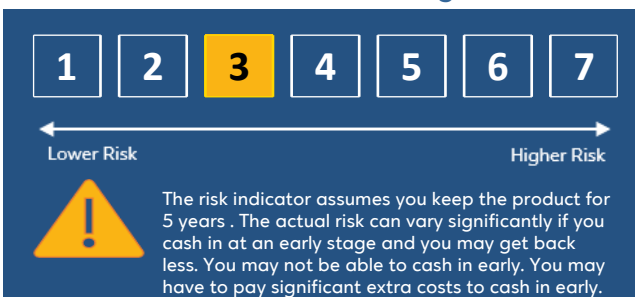 1 2 3 4 5 6 7
Lower Risk Higher Risk
!
The risk indicator assumes you keep the product for
5 years . The actual risk can vary significantly if you
cash in at an early stage and you may get back
less. You may not be able to cash in early. You may
have to pay significant extra costs to cash in early.